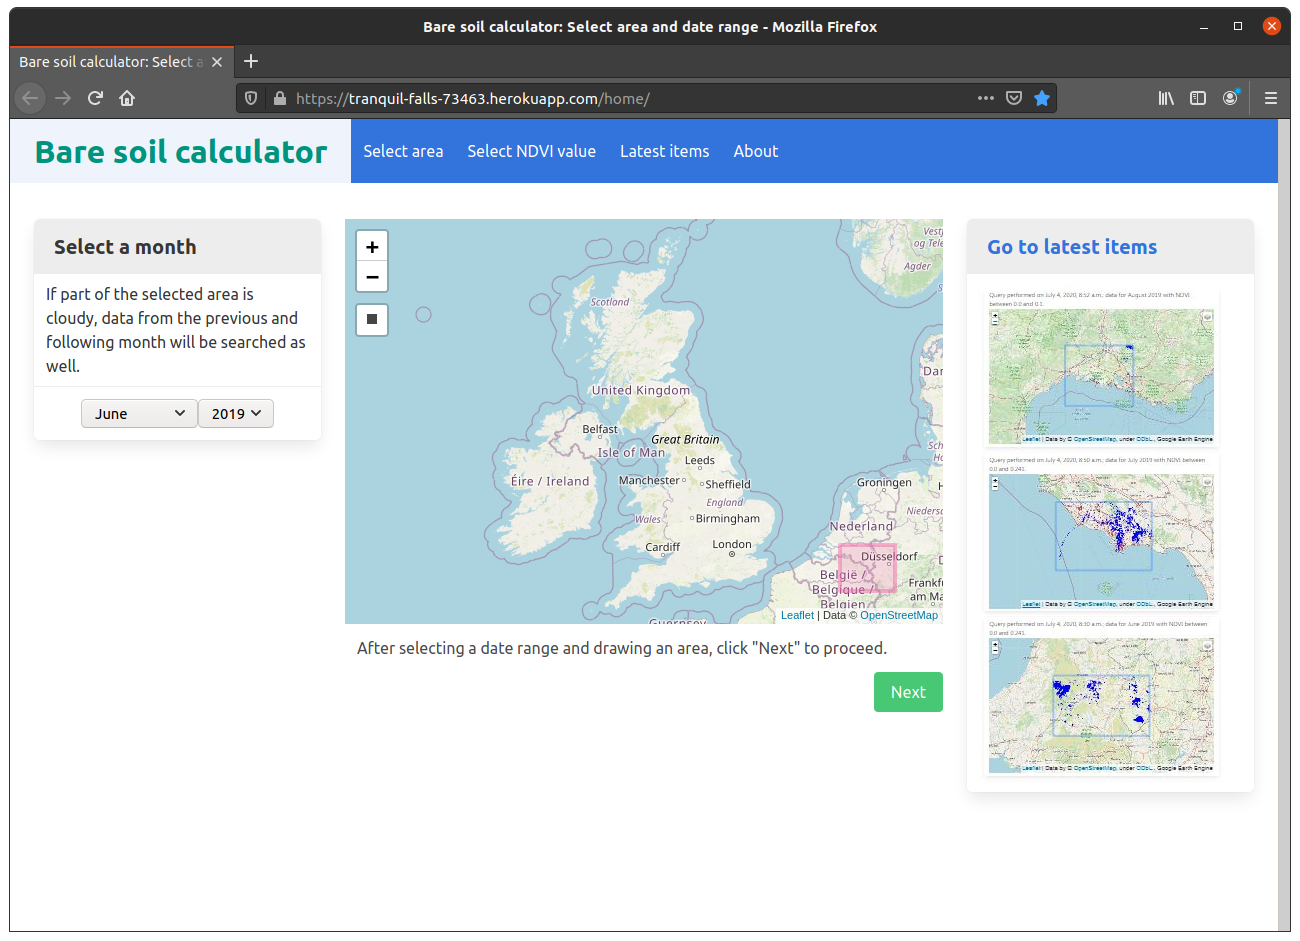 Bare soil calculator: Select area and date range - Mozilla Firefox
Bare soil calculator: Select a
https://tranquil-falls-73463.herokuapp.com/home/
Bare soil calculator
Select area
Select NDVI value
Latest items
About
Select a month
If part of the selected area is
cloudy, data from the previous and
following month will be searched as
well.
June
2019
+
−
Vestf
og Tele
Agder
Scotland
United Kingdom
Dan
Belfast
Great Britain
Isle of Man
Leeds
Sch
Ho
Éire / Ireland
Manchester
Sheffield
Groningen
H
England
Niedersa
Wales
Birmingham
Nederland
Cardiff
London
Düsseldorf
België /
Belgique /
Belgien
Frankfu
am Ma
Guernsey
Leaflet | Data © OpenStreetMap
After selecting a date range and drawing an area, click "Next" to proceed.
Next
Go to latest items
Query performed on July 4, 2020, 8:52 a.m.; data for August 2019 with NDVI
between 0.0 and 0.1.
+
−
Leaflet | Data by © OpenStreetMap, under ODbL., Google Earth Engine
Query performed on July 4, 2020, 8:50 a.m.; data for July 2019 with NDVI between
0.0 and 0.241.
+
−
Leaflet | Data by © OpenStreetMap, under ODbL., Google Earth Engine
Query performed on July 4, 2020, 8:30 a.m.; data for June 2019 with NDVI between
0.0 and 0.241.
+
−
Leaflet | Data by © OpenStreetMap, under ODbL., Google Earth Engine